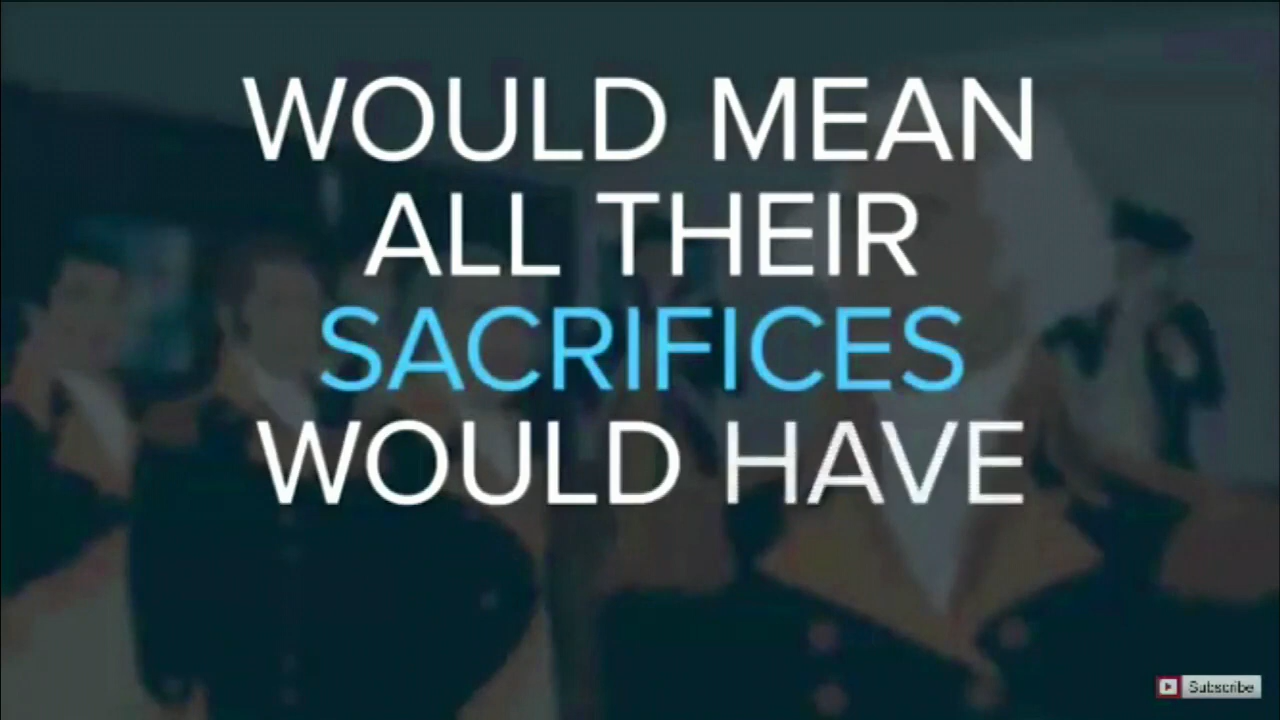 WOULD MEAN
ALL THEIR
SACRIFICES
WOULD HAVE
Subscribe